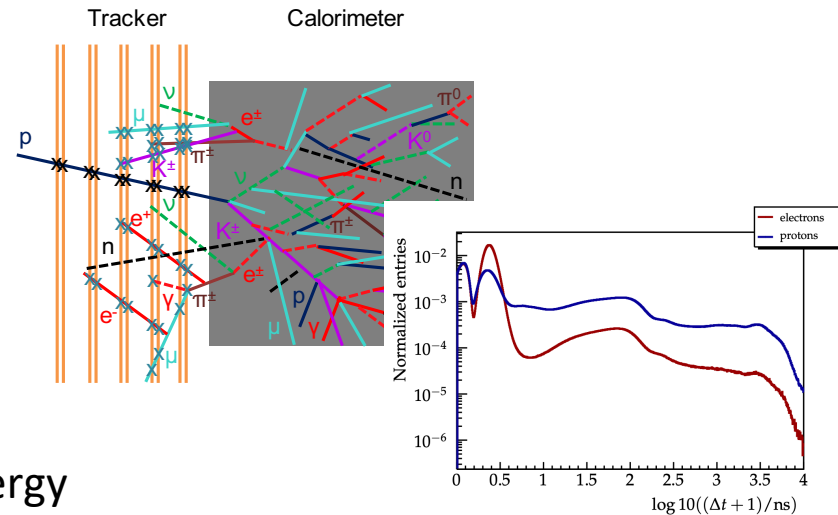 Tracker
Calorimeter
ν
μ
e±
π⁰
p
K±
π±
K⁰
ν
n
ν
e⁺
K±
π±
n
e±
γ
π±
p
e⁻
μ
μ
γ
electrons
protons
Normalized entries
10⁻²
10⁻³
10⁻⁴
10⁻⁵
10⁻⁶
0 0.5 1 1.5 2 2.5 3 3.5 4
log 10((Δt + 1)/ns)
ergy